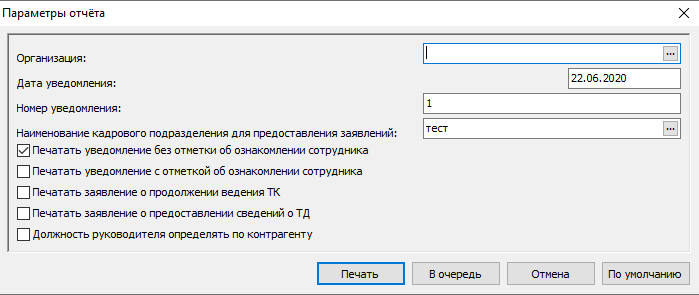 Параметры отчёта
Организация:
...
Дата уведомления:
22.06.2020
Номер уведомления:
1
Наименование кадрового подразделения для предоставления заявлений:
тест
...
Печатать уведомление без отметки об ознакомлении сотрудника
Печатать уведомление с отметкой об ознакомлении сотрудника
Печатать заявление о продолжении ведения ТК
Печатать заявление о предоставлении сведений о ТД
Должность руководителя определять по контрагенту
Печать
В очередь
Отмена
По умолчанию